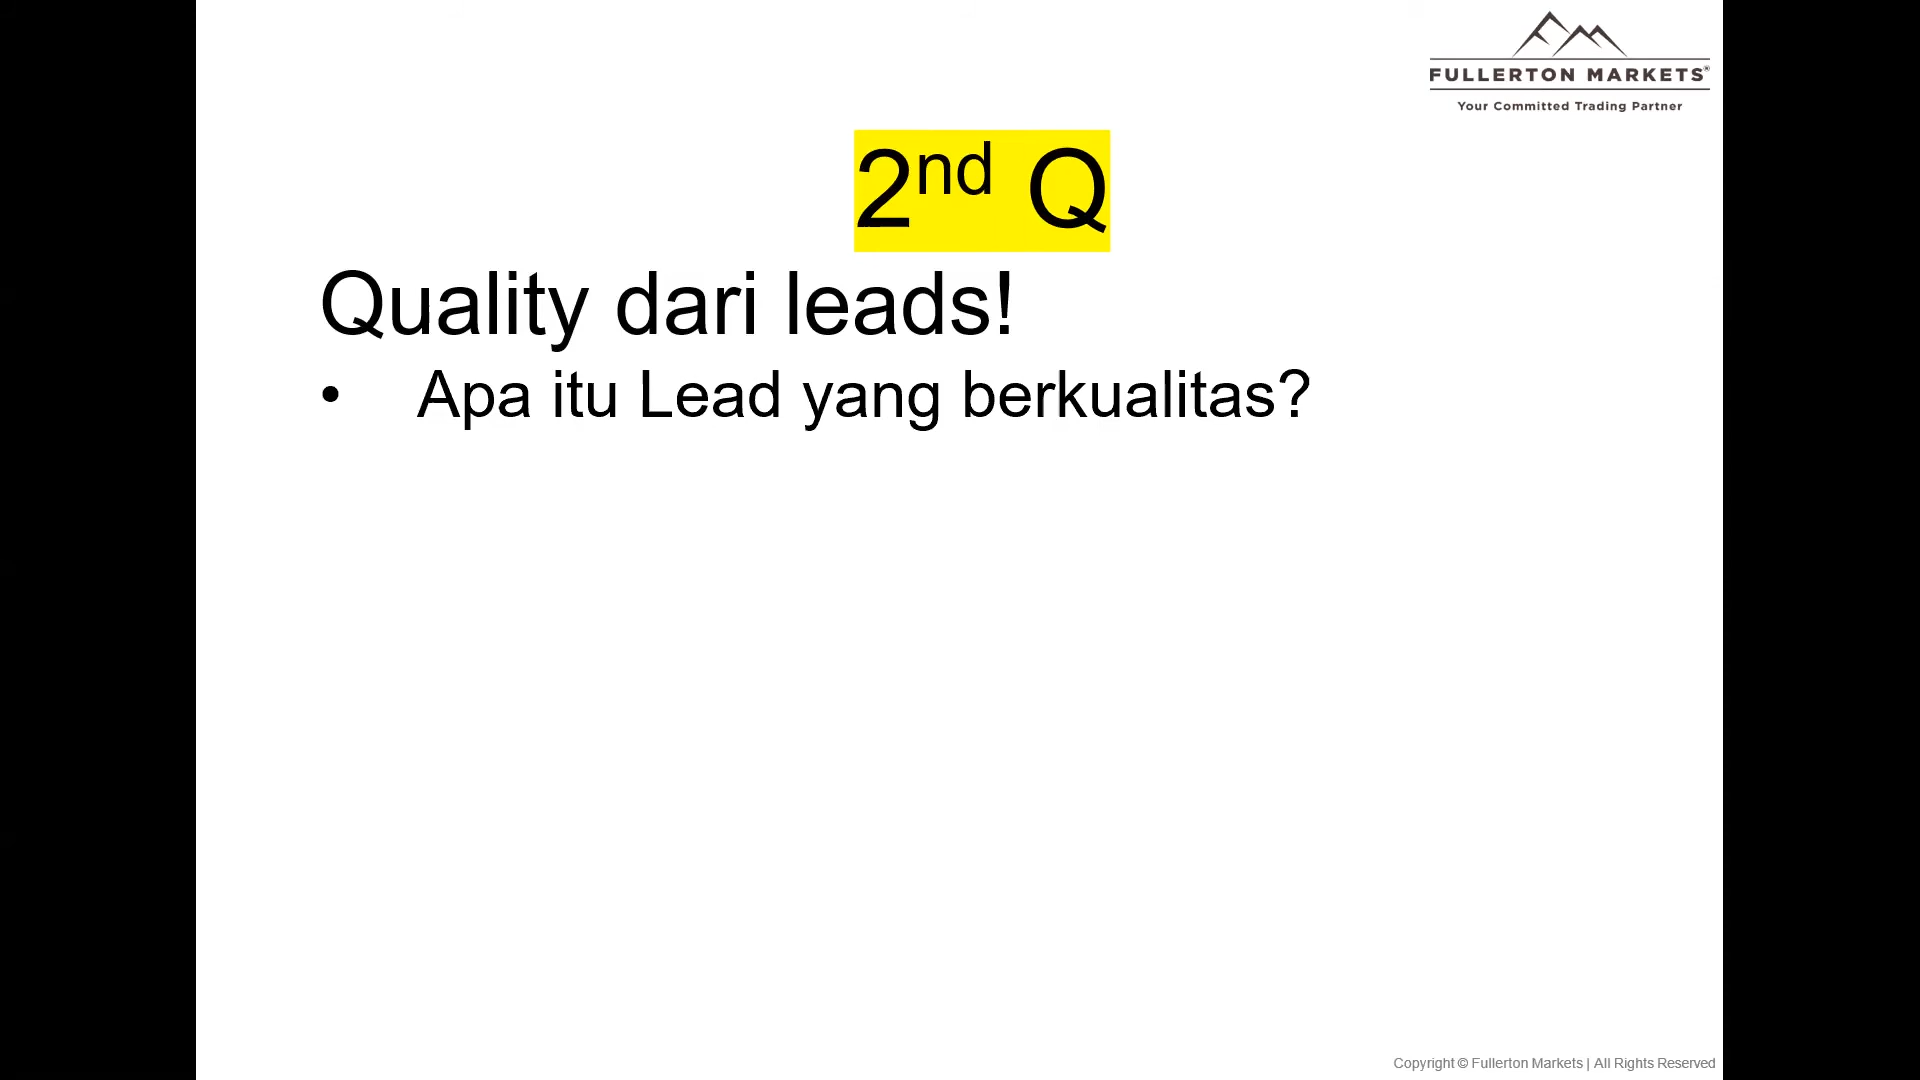 FULLERTON MARKETS®
Your Committed Trading Partner
2nd Q
Quality dari leads!
• Apa itu Lead yang berkualitas?
Copyright © Fullerton Markets | All Rights Reserved